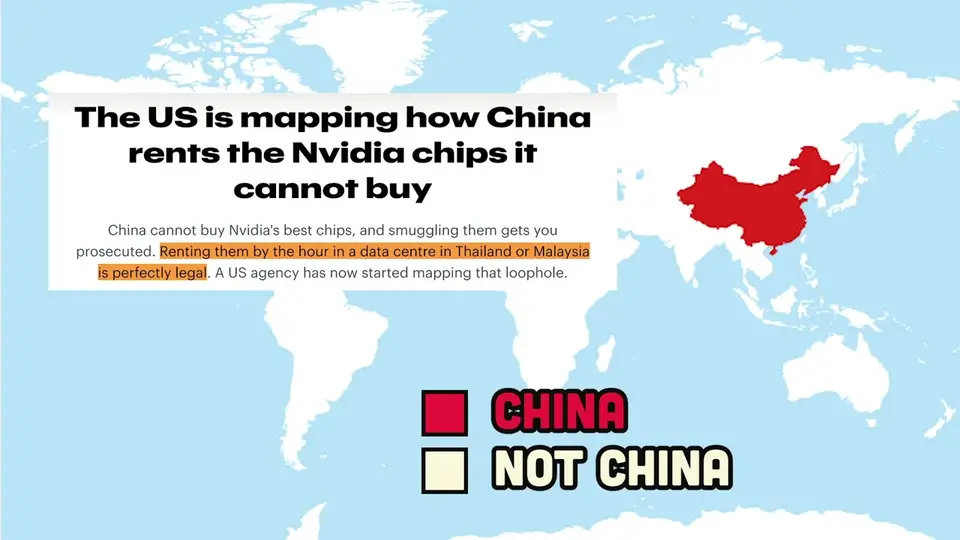 The US is mapping how China
rents the Nvidia chips it
cannot buy
China cannot buy Nvidia's best chips, and smuggling them gets you
prosecuted. Renting them by the hour in a data centre in Thailand or Malaysia
is perfectly legal. A US agency has now started mapping that loophole.
CHINA
NOT CHINA